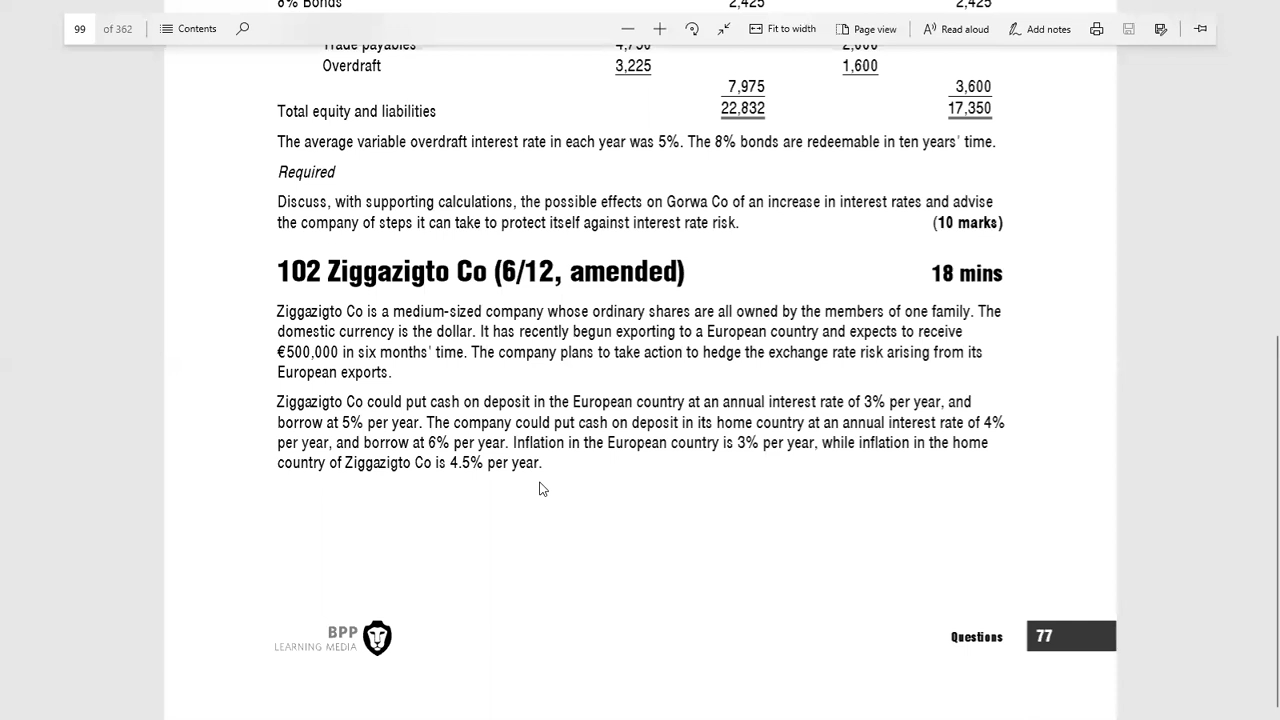 8% Bonds 2,425 2,425
99 of 362 Contents Fit to width Page view Read aloud Add notes
Trade payables 4,750 2,000
Overdraft 3,225 1,600
7,975 3,600
Total equity and liabilities 22,832 17,350
The average variable overdraft interest rate in each year was 5%. The 8% bonds are redeemable in ten years' time.
Required
Discuss, with supporting calculations, the possible effects on Gorwa Co of an increase in interest rates and advise
the company of steps it can take to protect itself against interest rate risk. (10 marks)
102 Ziggazigto Co (6/12, amended) 18 mins
Ziggazigto Co is a medium-sized company whose ordinary shares are all owned by the members of one family. The
domestic currency is the dollar. It has recently begun exporting to a European country and expects to receive
€500,000 in six months' time. The company plans to take action to hedge the exchange rate risk arising from its
European exports.
Ziggazigto Co could put cash on deposit in the European country at an annual interest rate of 3% per year, and
borrow at 5% per year. The company could put cash on deposit in its home country at an annual interest rate of 4%
per year, and borrow at 6% per year. Inflation in the European country is 3% per year, while inflation in the home
country of Ziggazigto Co is 4.5% per year.
BPP
LEARNING MEDIA
Questions 77